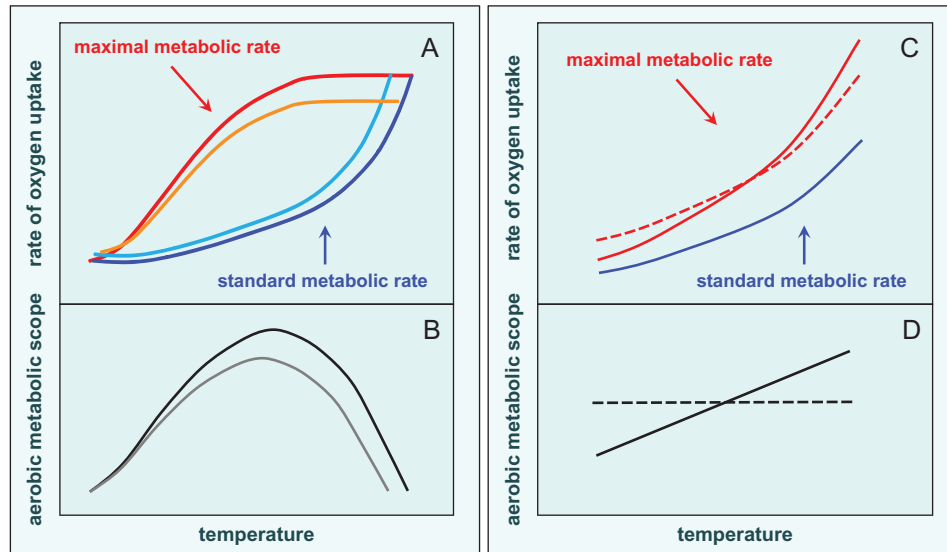 A
maximal metabolic rate
rate of oxygen uptake
standard metabolic rate
B
aerobic metabolic scope
temperature
C
maximal metabolic rate
rate of oxygen uptake
standard metabolic rate
D
aerobic metabolic scope
temperature